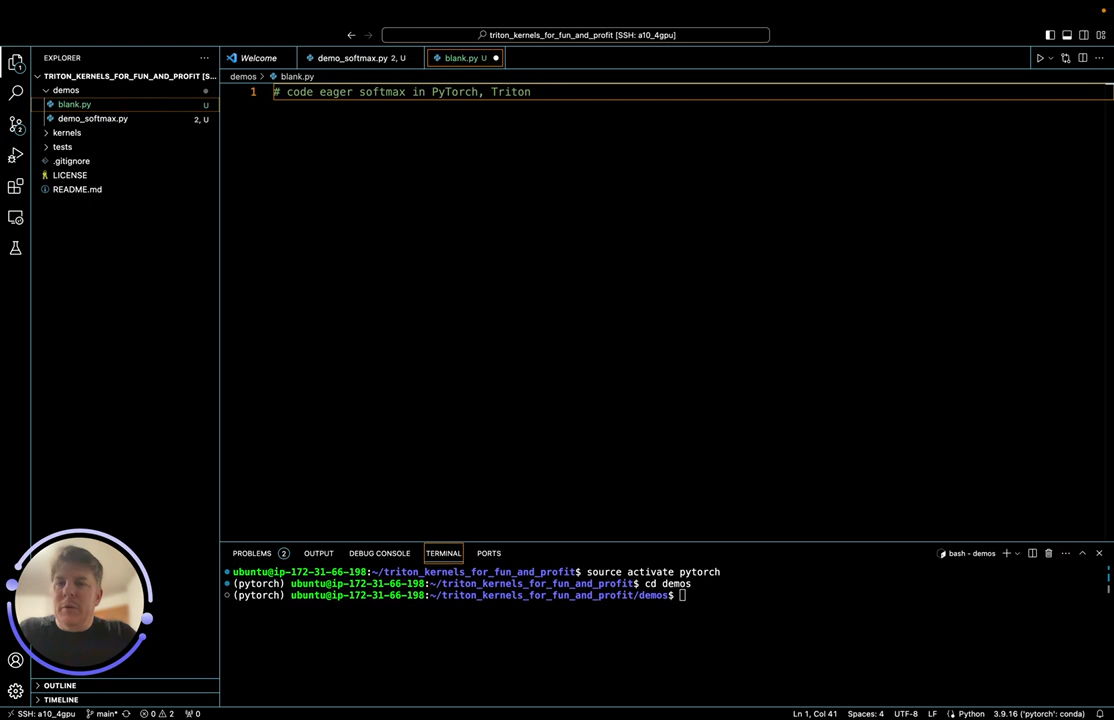 triton_kernels_for_fun_and_profit [SSH: a10_4gpu]
EXPLORER
Welcome
demo_softmax.py 2, U
blank.py U
TRITON_KERNELS_FOR_FUN_AND_PROFIT [S...
demos > blank.py
demos
1 # code eager softmax in PyTorch, Triton
blank.py U
demo_softmax.py 2, U
kernels
tests
.gitignore
LICENSE
README.md
PROBLEMS 2 OUTPUT DEBUG CONSOLE TERMINAL PORTS
bash - demos
ubuntu@ip-172-31-66-198:~/triton_kernels_for_fun_and_profit$ source activate pytorch
(pytorch) ubuntu@ip-172-31-66-198:~/triton_kernels_for_fun_and_profit$ cd demos
(pytorch) ubuntu@ip-172-31-66-198:~/triton_kernels_for_fun_and_profit/demos$
OUTLINE
TIMELINE
SSH: a10_4gpu main* 0 2 0
Ln 1, Col 41 Spaces: 4 UTF-8 LF Python 3.9.16 ('pytorch': conda)